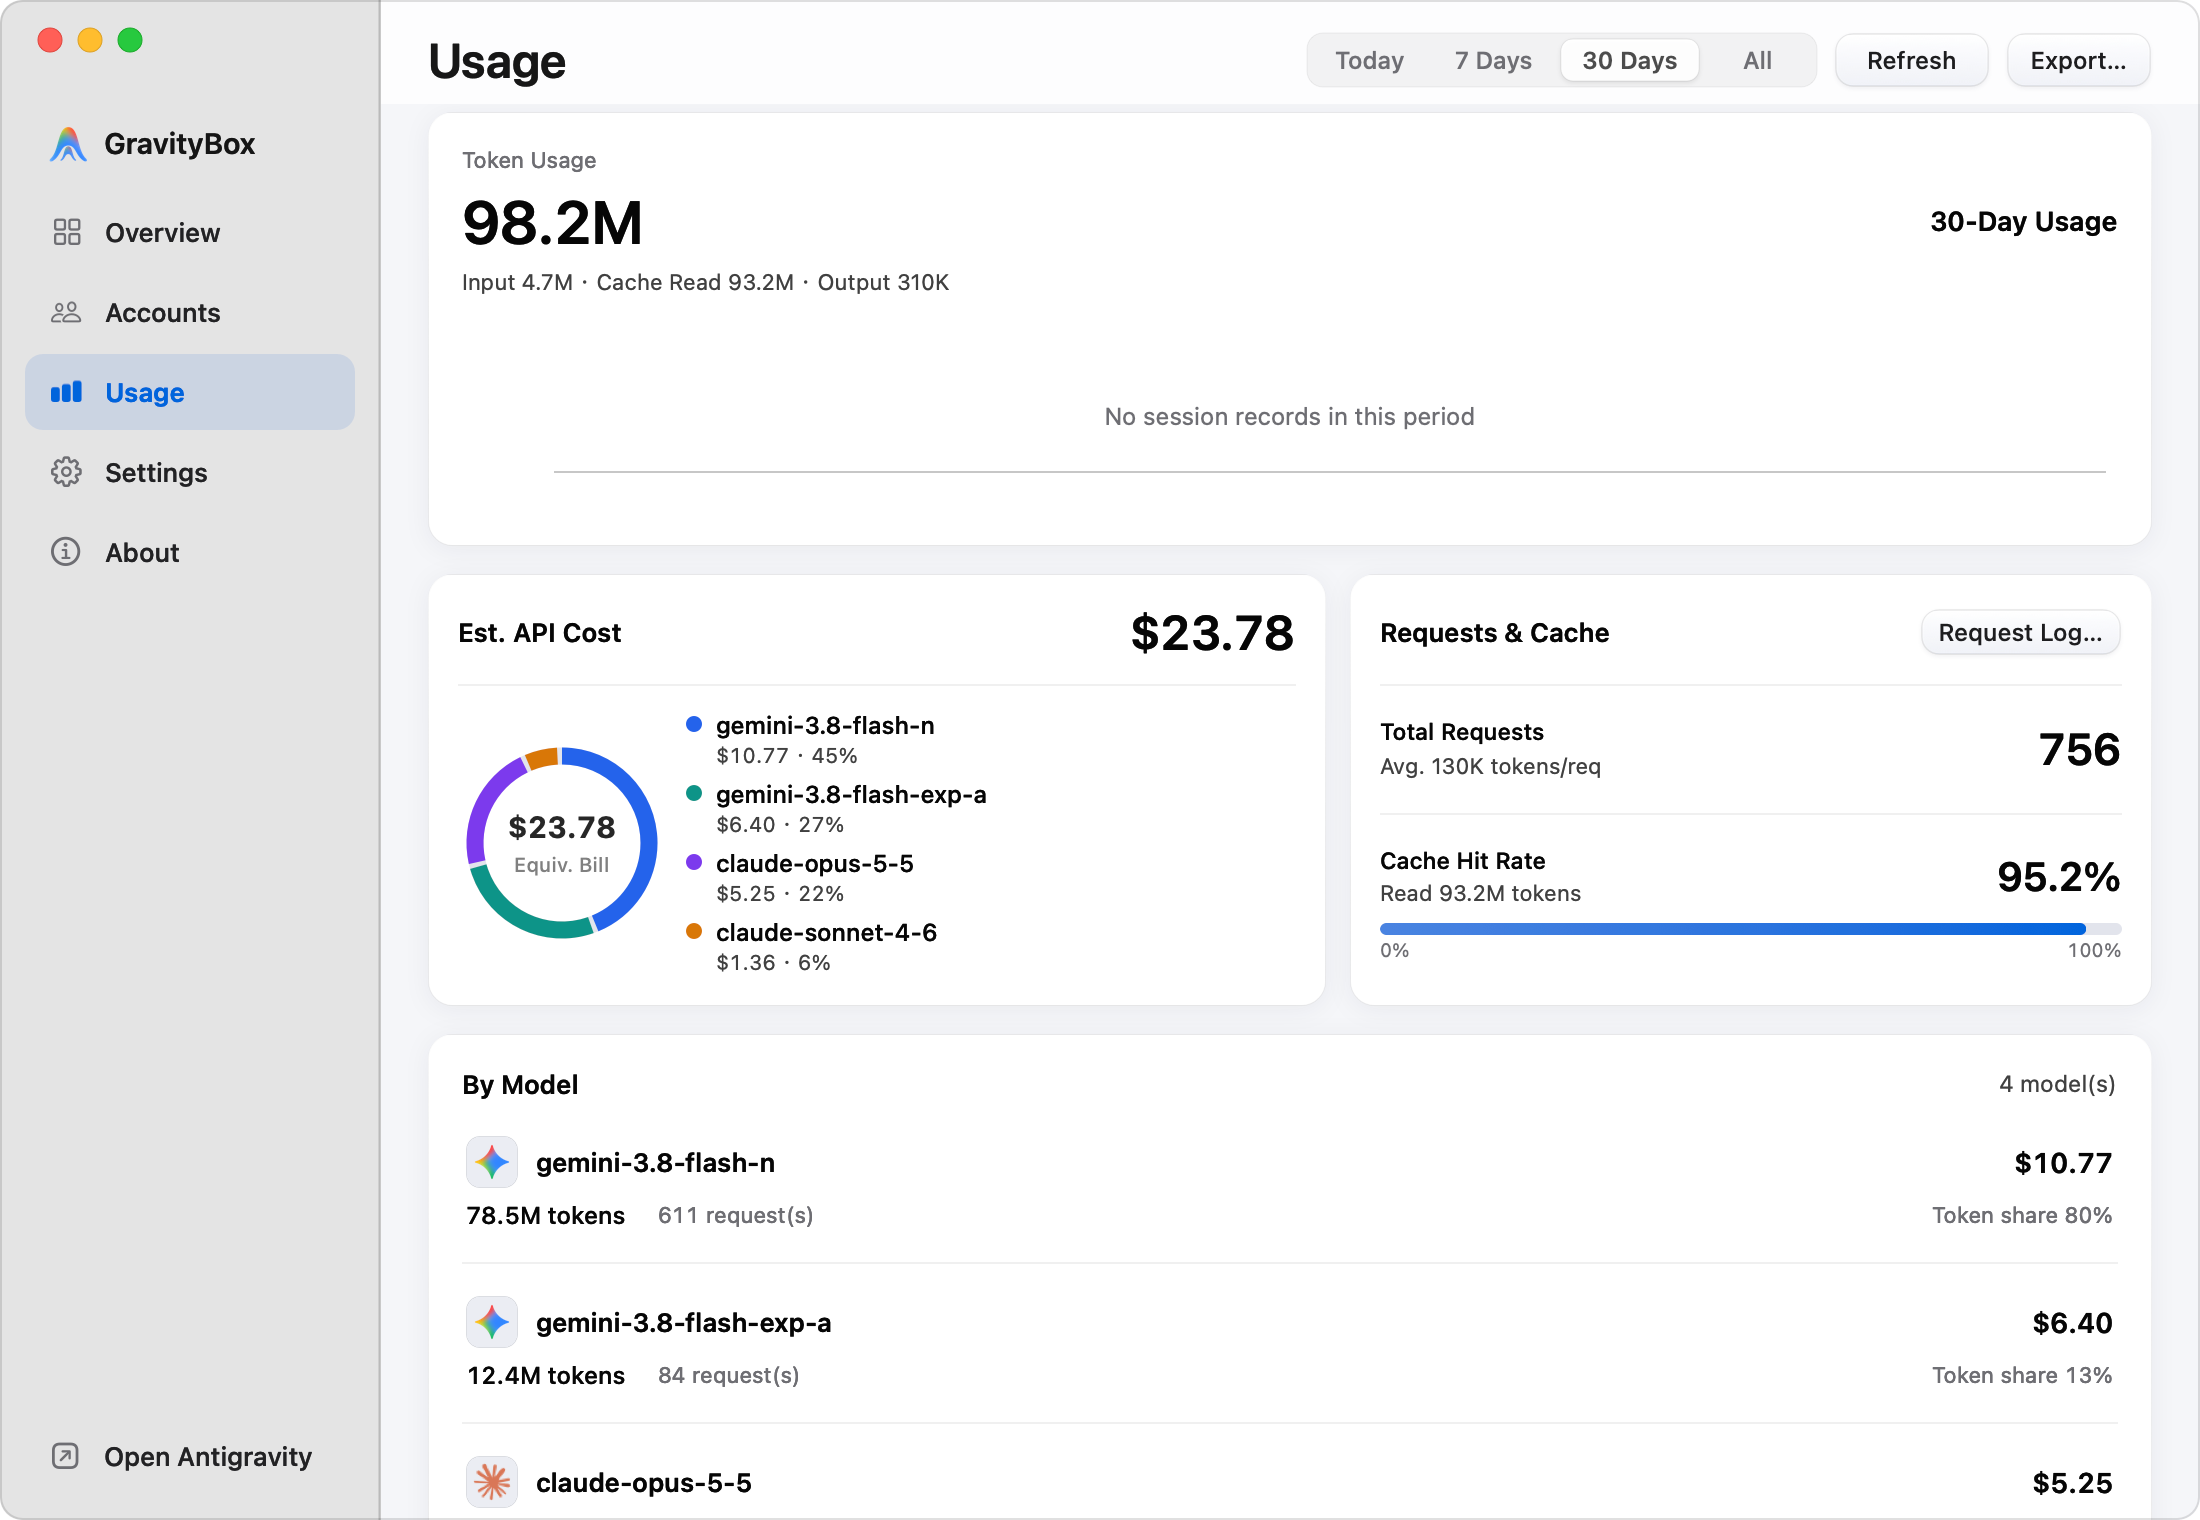 GravityBox
Overview
Accounts
Usage
Settings
About
Open Antigravity
Usage
Today 7 Days 30 Days All Refresh Export...
Token Usage
98.2M
30-Day Usage
Input 4.7M · Cache Read 93.2M · Output 310K
No session records in this period
Est. API Cost $23.78
$23.78
Equiv. Bill
gemini-3.8-flash-n
$10.77 · 45%
gemini-3.8-flash-exp-a
$6.40 · 27%
claude-opus-5-5
$5.25 · 22%
claude-sonnet-4-6
$1.36 · 6%
Requests & Cache Request Log...
Total Requests
Avg. 130K tokens/req
756
Cache Hit Rate
Read 93.2M tokens
95.2%
0% 100%
By Model 4 model(s)
gemini-3.8-flash-n $10.77
78.5M tokens 611 request(s) Token share 80%
gemini-3.8-flash-exp-a $6.40
12.4M tokens 84 request(s) Token share 13%
claude-opus-5-5 $5.25